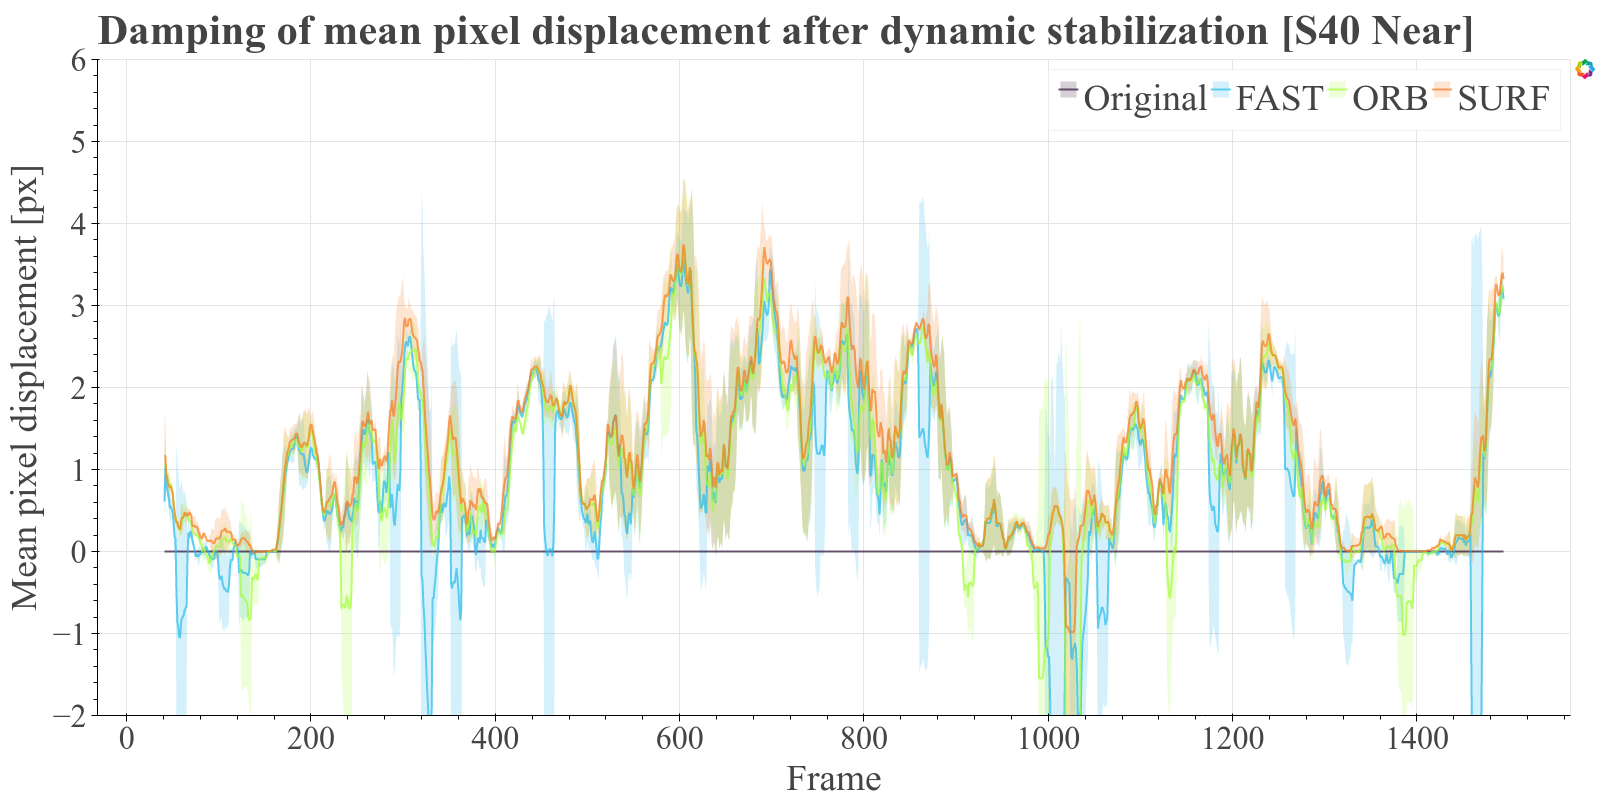 Damping of mean pixel displacement after dynamic stabilization [S40 Near]
Original FAST ORB SURF
Mean pixel displacement [px]
6
5
4
3
2
1
0
−1
−2
0 200 400 600 800 1000 1200 1400
Frame